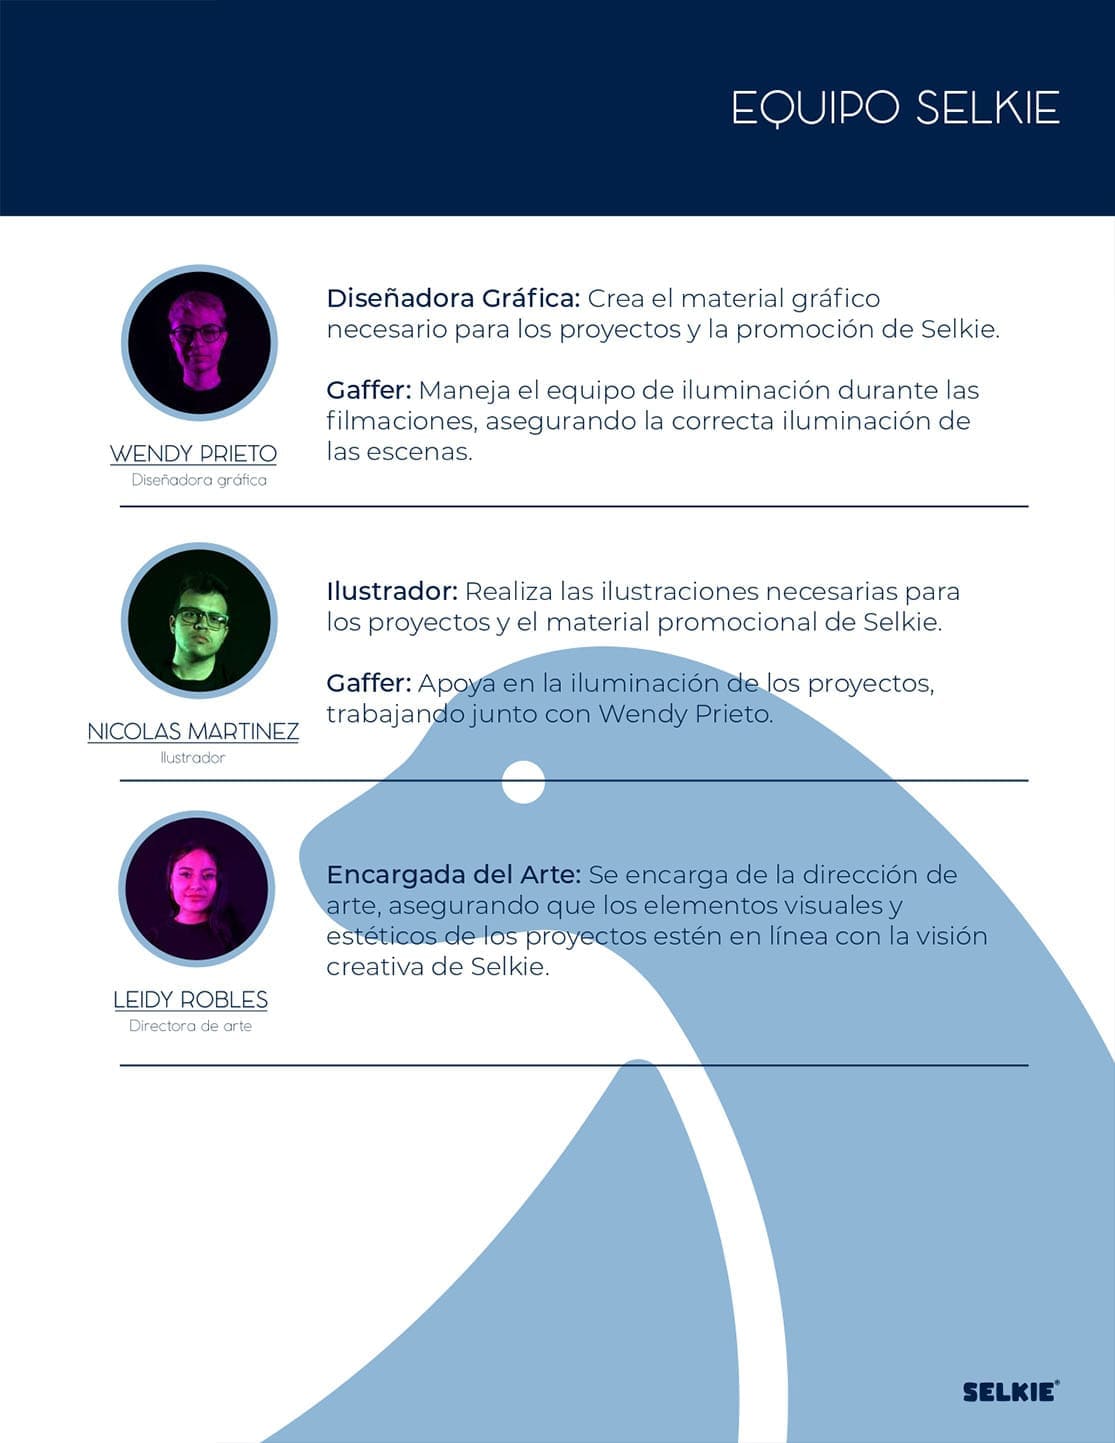 EQUIPO SELKIE
Diseñadora Gráfica: Crea el material gráfico
necesario para los proyectos y la promoción de Selkie.
Gaffer: Maneja el equipo de iluminación durante las
filmaciones, asegurando la correcta iluminación de
las escenas.
WENDY PRIETO
Diseñadora gráfica
Ilustrador: Realiza las ilustraciones necesarias para
los proyectos y el material promocional de Selkie.
Gaffer: Apoya en la iluminación de los proyectos,
trabajando junto con Wendy Prieto.
NICOLAS MARTINEZ
Ilustrador
Encargada del Arte: Se encarga de la dirección de
arte, asegurando que los elementos visuales y
estéticos de los proyectos estén en línea con la visión
creativa de Selkie.
LEIDY ROBLES
Directora de arte
SELKIE®